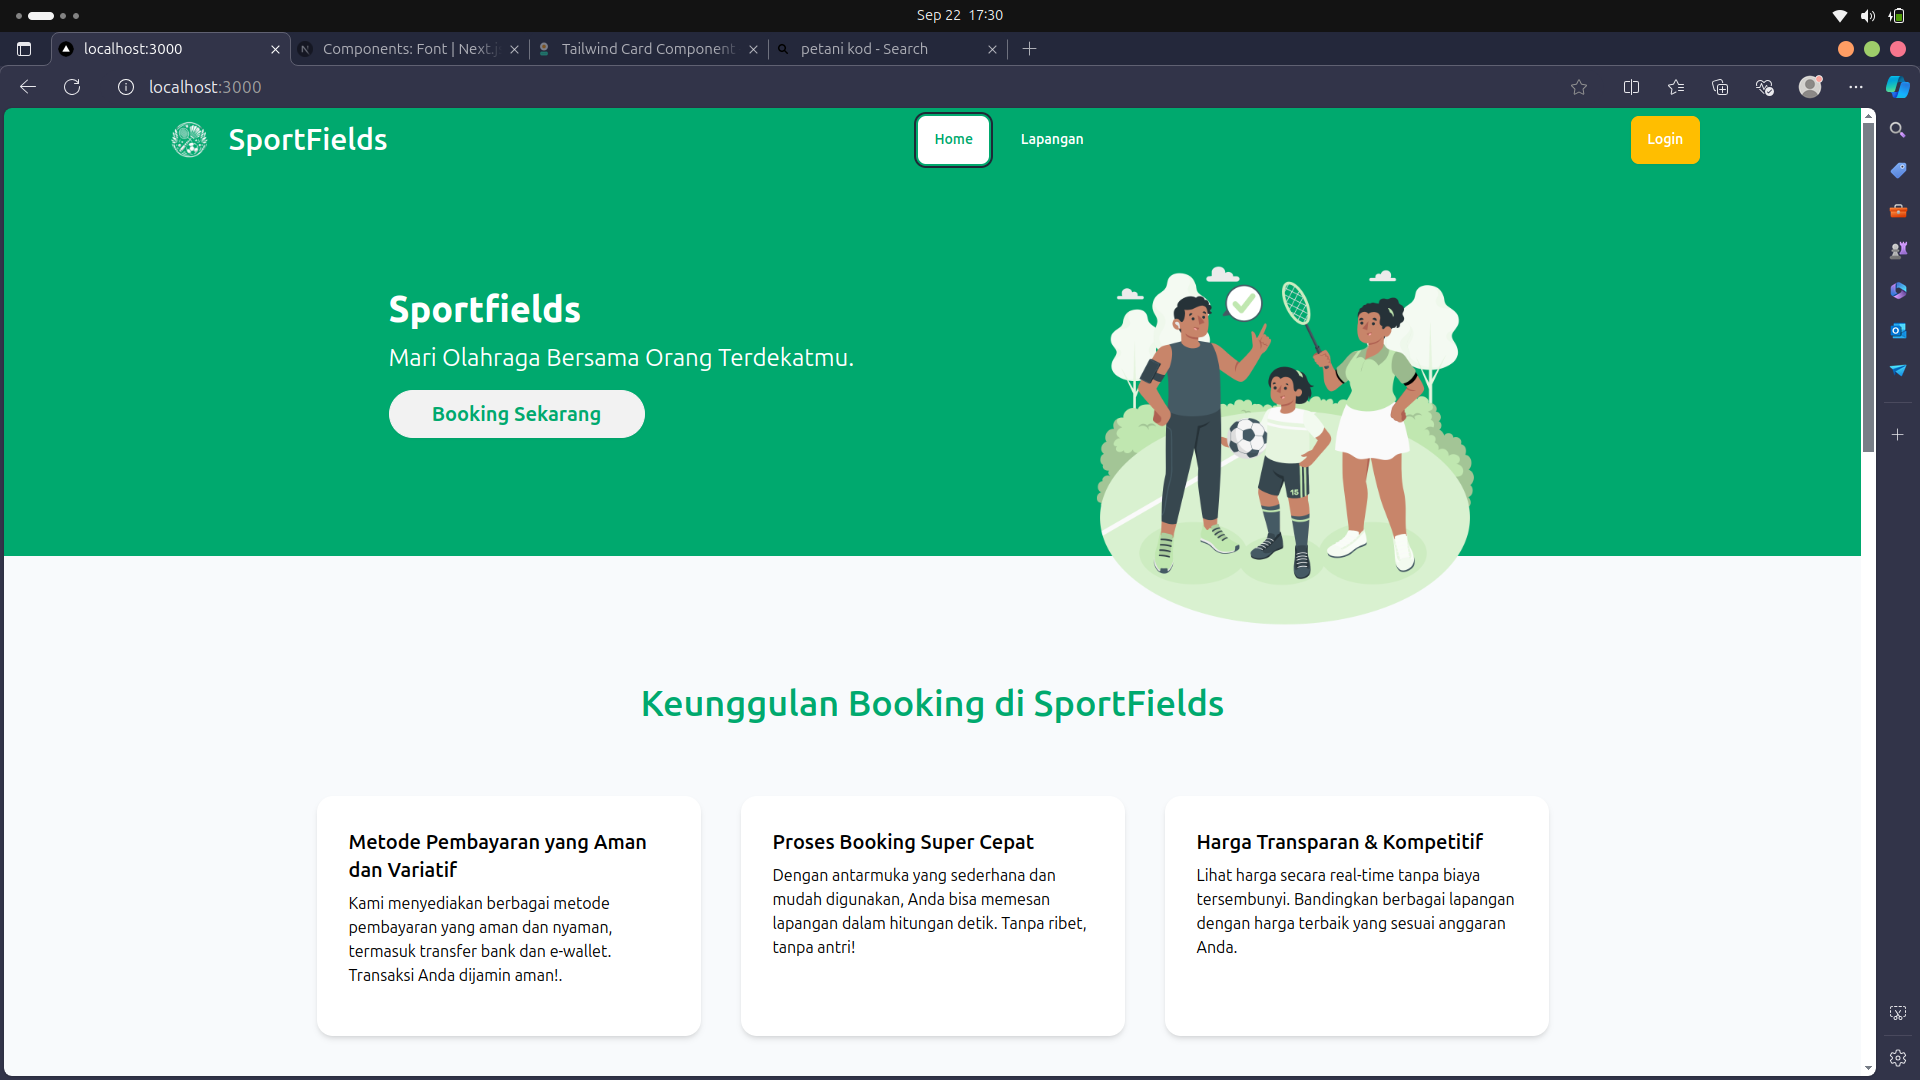 Sep 22 17:30
localhost:3000
Components: Font | Next.j
Tailwind Card Component
petani kod - Search
localhost:3000
SportFields
Home
Lapangan
Login
Sportfields
Mari Olahraga Bersama Orang Terdekatmu.
Booking Sekarang
15
Keunggulan Booking di SportFields
Metode Pembayaran yang Aman
dan Variatif
Kami menyediakan berbagai metode
pembayaran yang aman dan nyaman,
termasuk transfer bank dan e-wallet.
Transaksi Anda dijamin aman!.
Proses Booking Super Cepat
Dengan antarmuka yang sederhana dan
mudah digunakan, Anda bisa memesan
lapangan dalam hitungan detik. Tanpa ribet,
tanpa antri!
Harga Transparan & Kompetitif
Lihat harga secara real-time tanpa biaya
tersembunyi. Bandingkan berbagai lapangan
dengan harga terbaik yang sesuai anggaran
Anda.